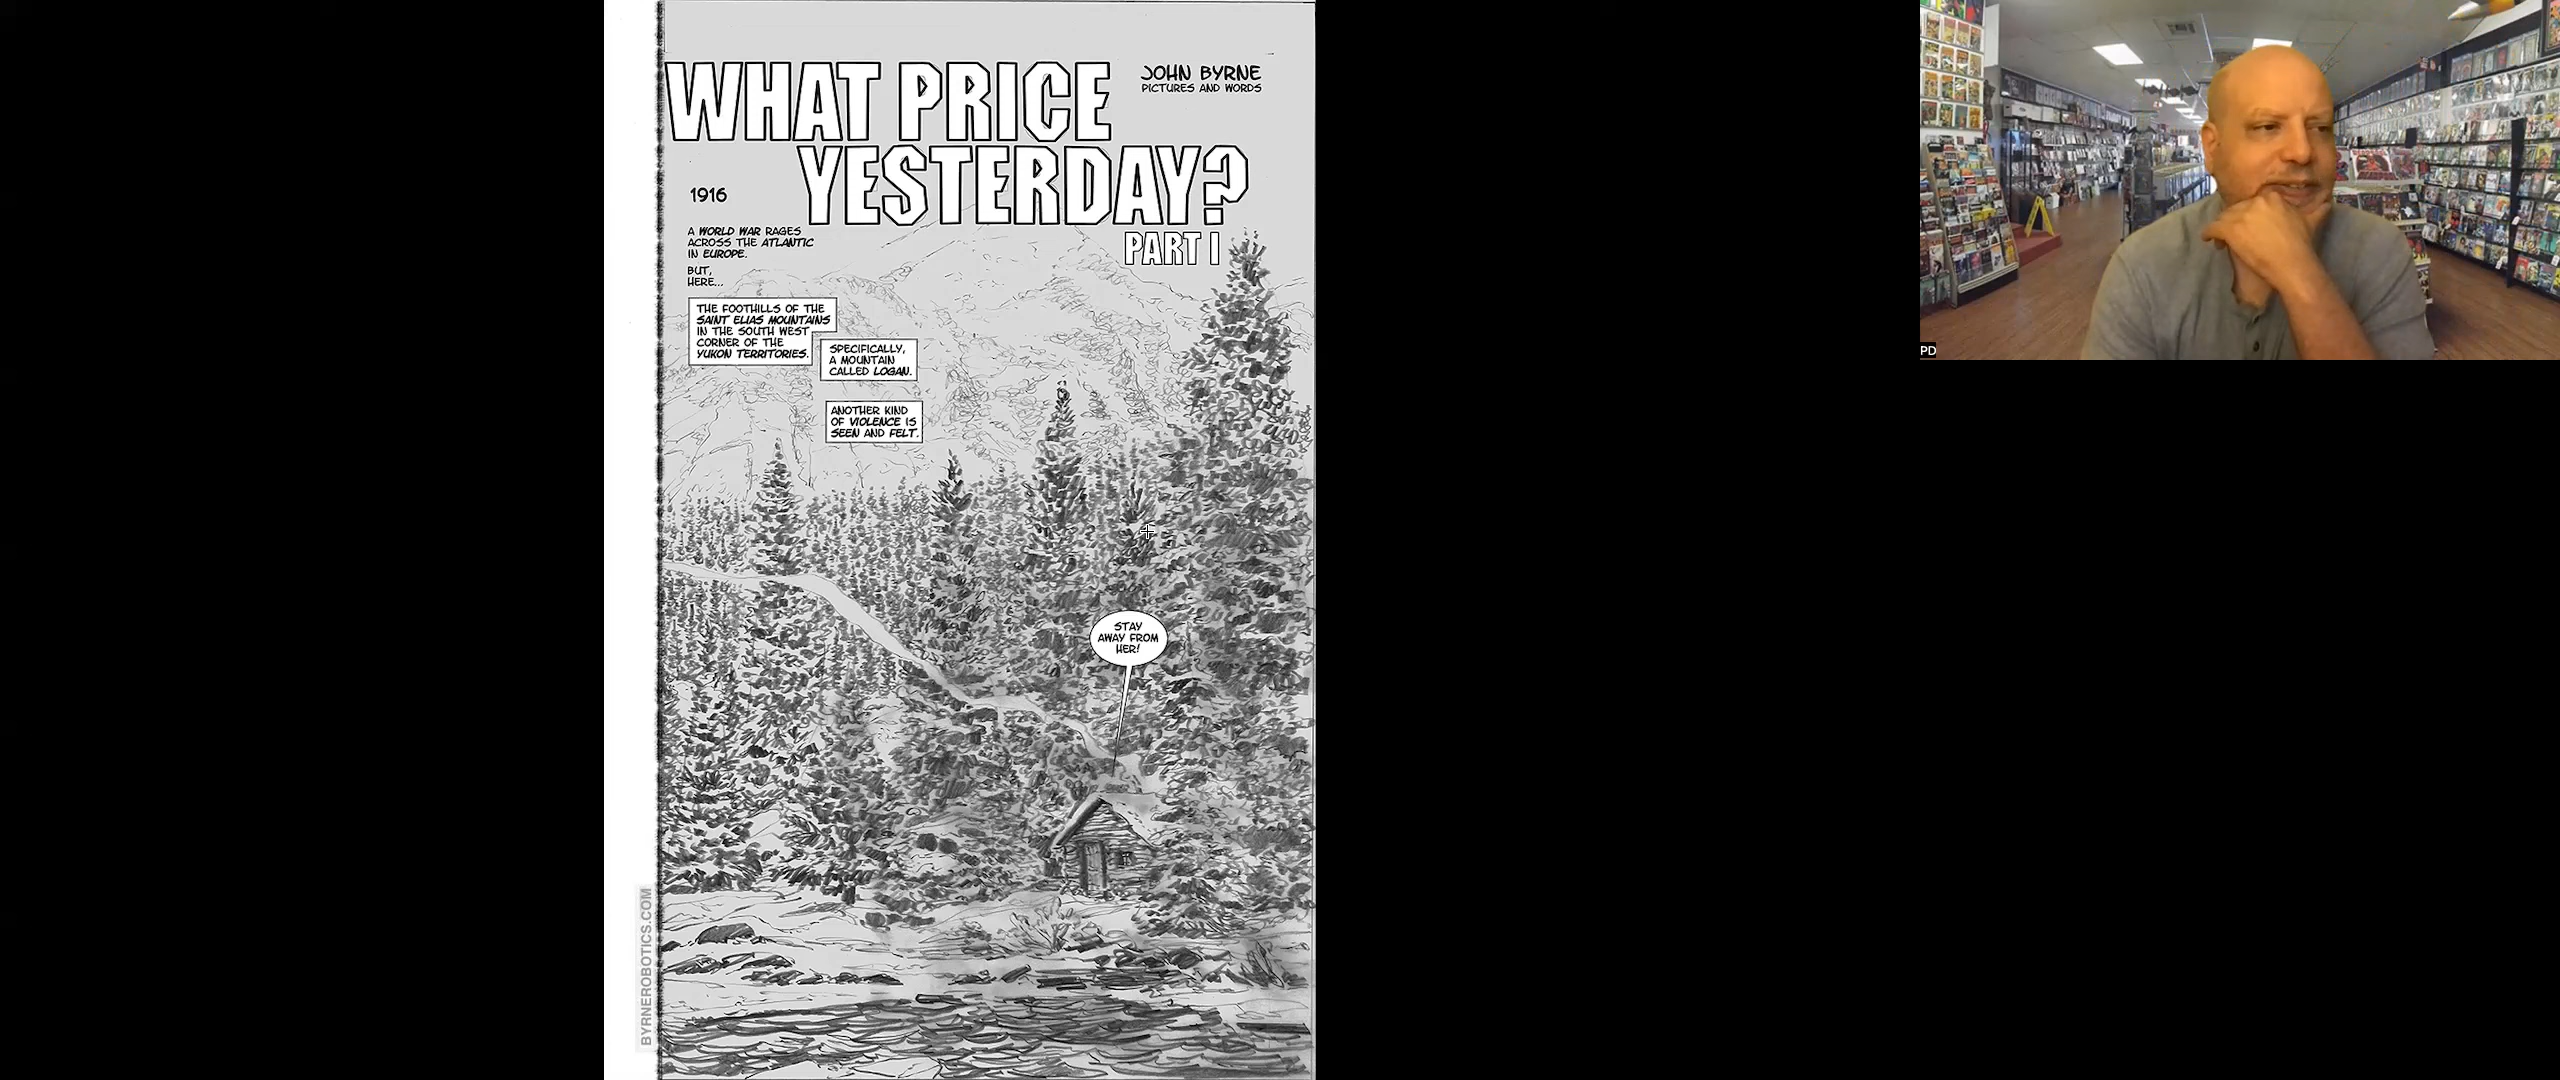 WHAT PRICE
YESTERDAY?
PART I
JOHN BYRNE
PICTURES AND WORDS
1916
A WORLD WAR RAGES
ACROSS THE ATLANTIC
IN EUROPE.
BUT,
HERE...
THE FOOTHILLS OF THE
SAINT ELIAS MOUNTAINS
IN THE SOUTH WEST
CORNER OF THE
YUKON TERRITORIES.
SPECIFICALLY,
A MOUNTAIN
CALLED LOGAN.
ANOTHER KIND
OF VIOLENCE IS
SEEN AND FELT.
STAY
AWAY FROM
HER!
BYRNEROBOTICS.COM
PD